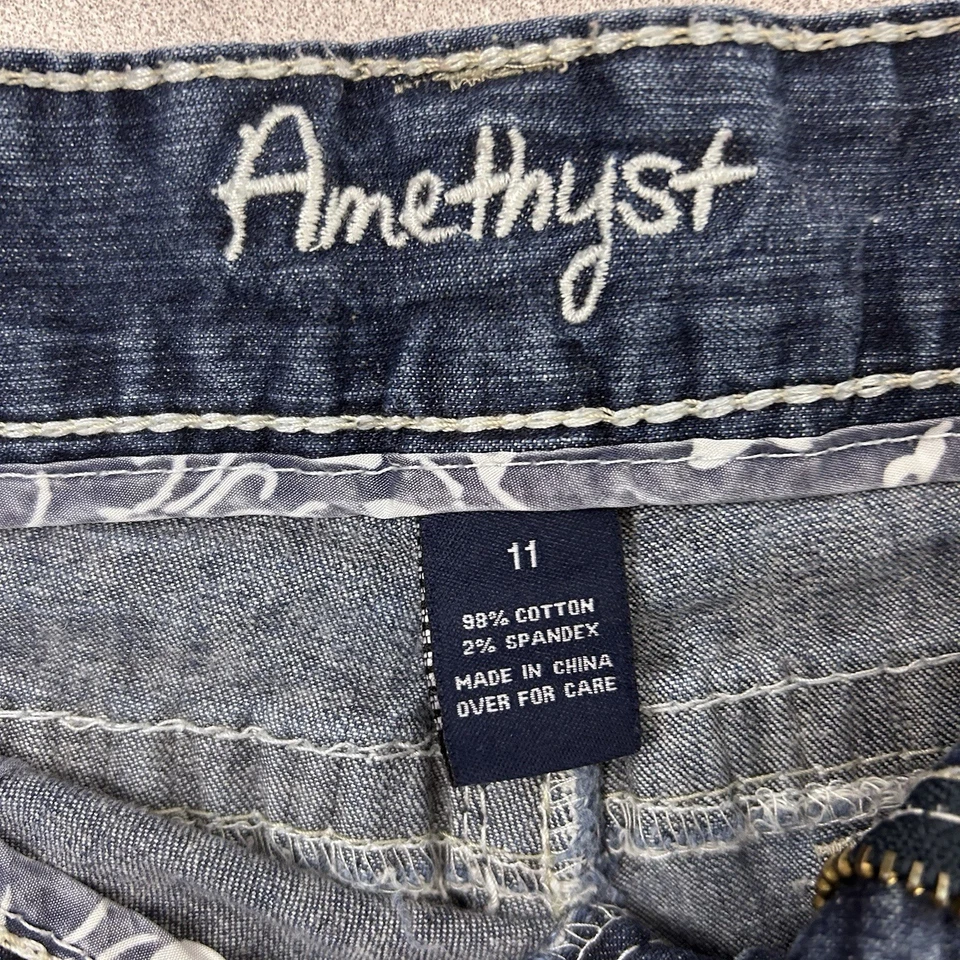 Amethyst
11
98% COTTON
2% SPANDEX
MADE IN CHINA
OVER FOR CARE